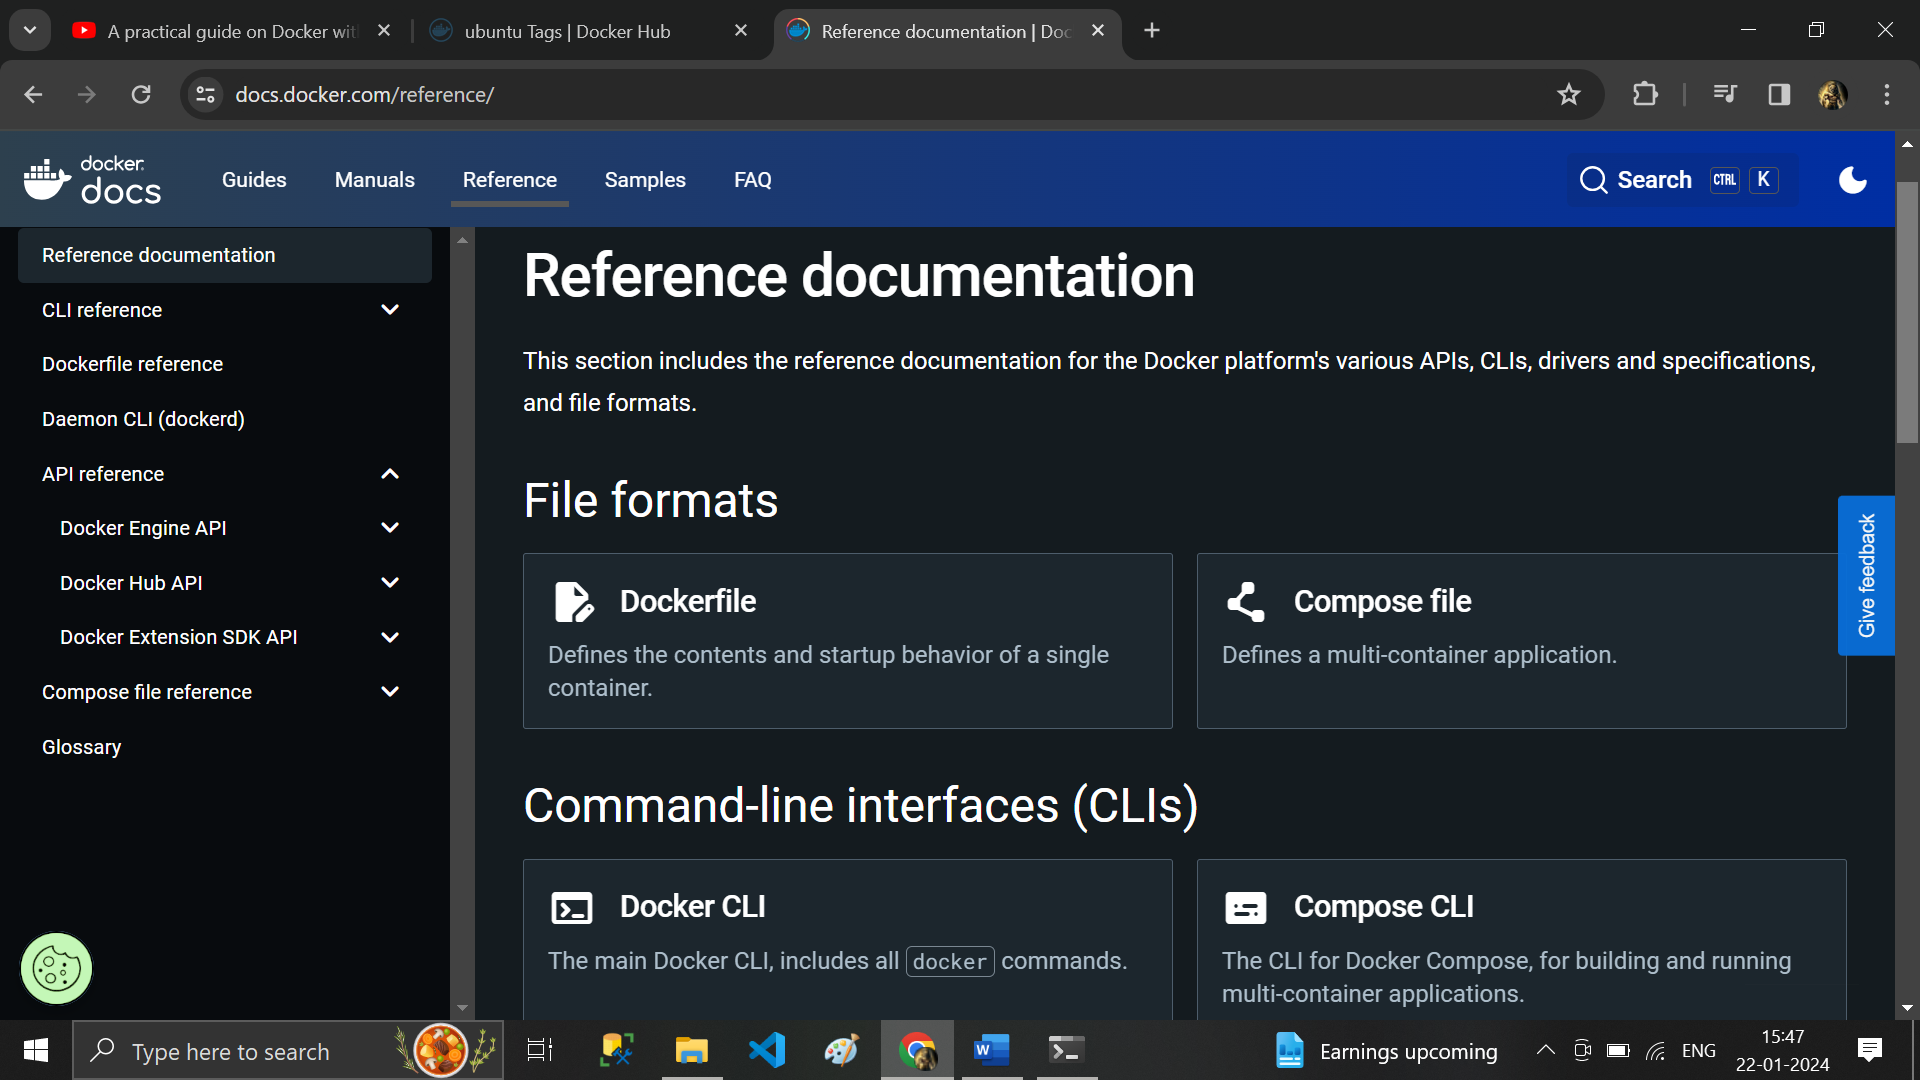 A practical guide on Docker wit
ubuntu Tags | Docker Hub
Reference documentation | Doc
docs.docker.com/reference/
docker
docs
Guides
Manuals
Reference
Samples
FAQ
Search
CTRL
K
Reference documentation
CLI reference
Dockerfile reference
Daemon CLI (dockerd)
API reference
Docker Engine API
Docker Hub API
Docker Extension SDK API
Compose file reference
Glossary
Reference documentation
This section includes the reference documentation for the Docker platform's various APIs, CLIs, drivers and specifications,
and file formats.
File formats
Dockerfile
Defines the contents and startup behavior of a single
container.
Compose file
Defines a multi-container application.
Give feedback
Command-line interfaces (CLIs)
Docker CLI
The main Docker CLI, includes all docker commands.
Compose CLI
The CLI for Docker Compose, for building and running
multi-container applications.
Type here to search
W
Earnings upcoming
ENG
15:47
22-01-2024